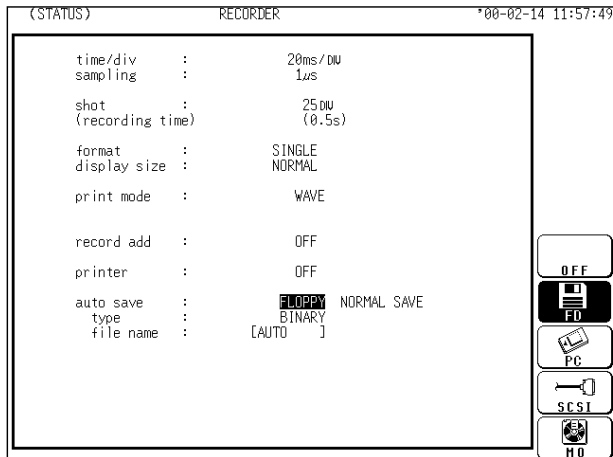 (STATUS) RECORDER '00-02-14 11:57:49
time/div : 20ms/DIV
sampling : 1µs
shot : 25DIV
(recording time) (0.5s)
format : SINGLE
display size : NORMAL
print mode : WAVE
record add : OFF
printer : OFF
auto save : FLOPPY NORMAL SAVE
type : BINARY
file name : [AUTO ]
OFF
FD
PC
SCSI
MO